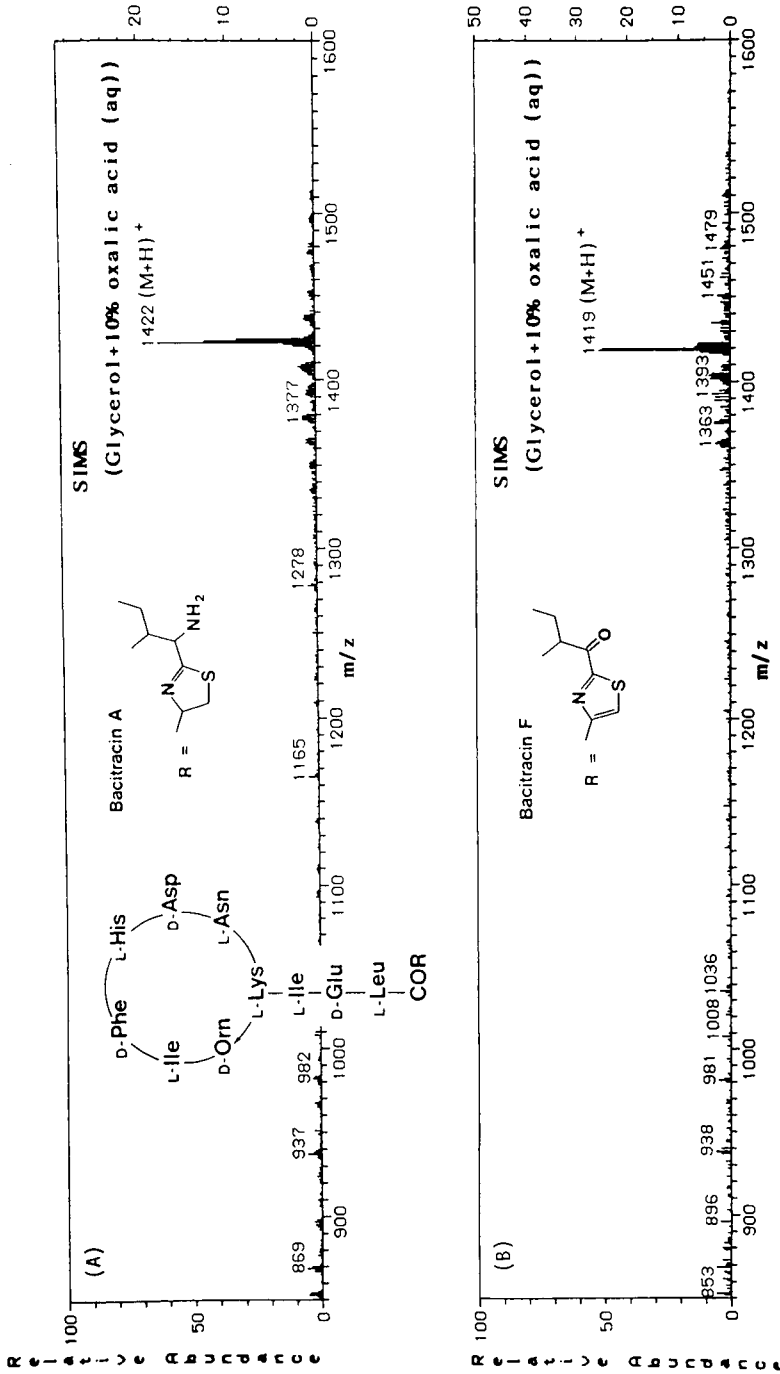 (A)
SIMS
(Glycerol+10% oxalic acid (aq))
Relative Abundance
100
50
0
20
10
0
869
937
982
1165
1278
1377
1422 (M+H)⁺
900
1000
1100
1200
1300
1400
1500
1600
m/z
L-His
D-Phe
D-Asp
L-Ile
L-Asn
D-Orn
L-Lys
L-Ile
D-Glu
L-Leu
COR
Bacitracin A
R =
N
S
NH₂
(B)
SIMS
(Glycerol+10% oxalic acid (aq))
Relative Abundance
100
50
0
50
40
30
20
10
0
853
896
938
981
1008
1036
1363
1393
1419 (M+H)⁺
1451
1479
900
1000
1100
1200
1300
1400
1500
1600
m/z
Bacitracin F
R =
N
S
O